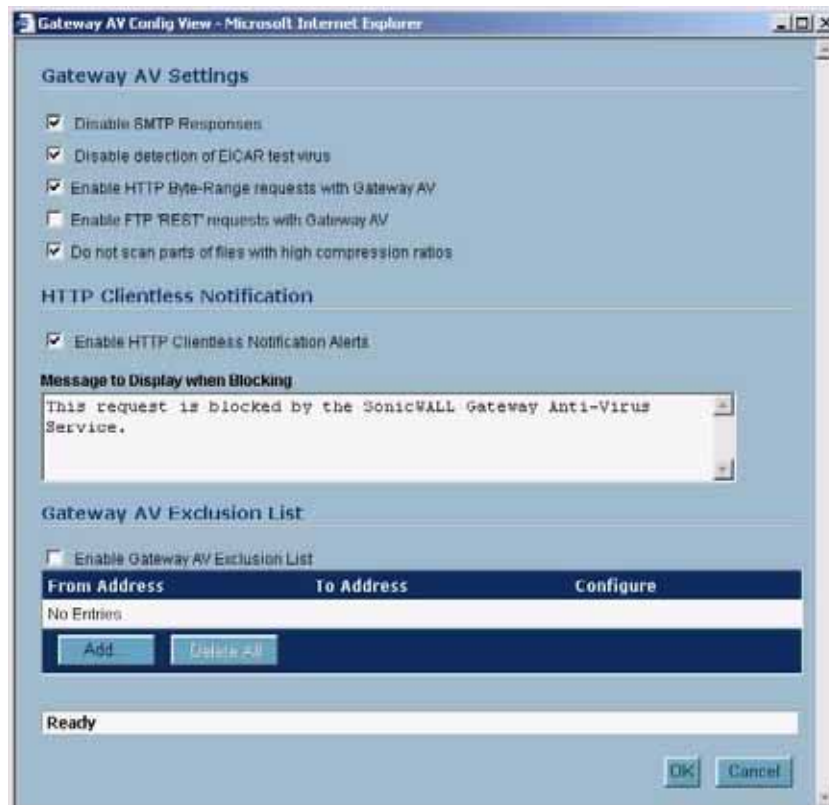 Gateway AV Config View - Microsoft Internet Explorer
Gateway AV Settings
Disable SMTP Responses
Disable detection of EICAR test virus
Enable HTTP Byte-Range requests with Gateway AV
Enable FTP 'REST' requests with Gateway AV
Do not scan parts of files with high compression ratios
HTTP Clientless Notification
Enable HTTP Clientless Notification Alerts
Message to Display when Blocking
This request is blocked by the SonicWALL Gateway Anti-Virus
Service.
Gateway AV Exclusion List
Enable Gateway AV Exclusion List
From Address To Address Configure
No Entries
Add... Delete All
Ready
OK Cancel